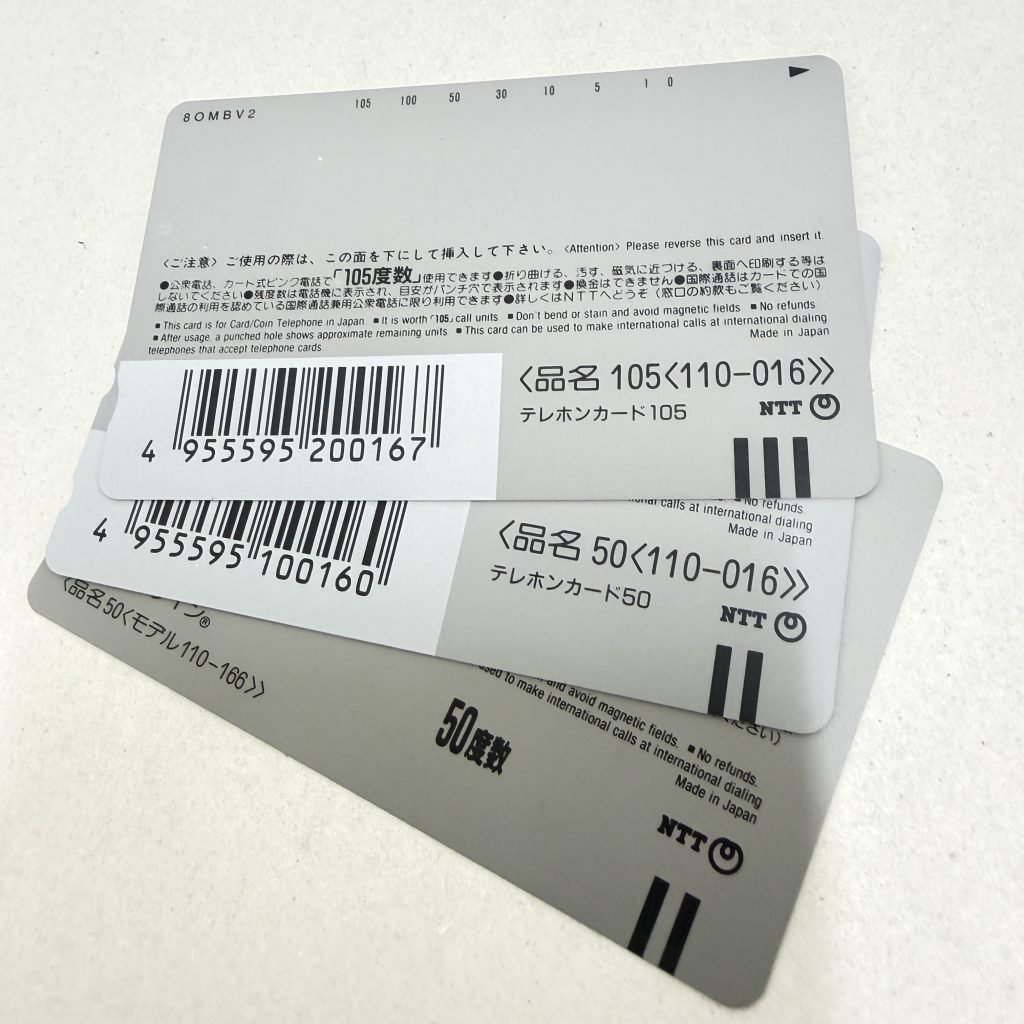 80MBV2
105 100 50 30 10 5 1 0
〈ご注意〉ご使用の際は、この面を下にして挿入して下さい。〈Attention〉Please reverse this card and insert it.
●公衆電話、カード式ピンク電話で「105度数」使用できます●折り曲げる、汚す、磁気に近づける、裏面へ印刷する等は
しないでください●残度数は電話機に表示され、目安がパンチ穴で表示されます●換金はできません●国際通話はカードでの国
際通話の利用を認めている国際通話兼用公衆電話に限り利用できます●詳しくはNTTへどうぞ（窓口の約款もご覧ください）
■This card is for Card/Coin Telephone in Japan ■It is worth「105」call units ■Don't bend or stain and avoid magnetic fields ■No refunds
■After usage, a punched hole shows approximate remaining units ■This card can be used to make international calls at international dialing
telephones that accept telephone cards
Made in Japan
〈品名 105〈110-016〉〉
テレホンカード105
NTT
4 955595 200167
■No refunds.
international calls at international dialing
Made in Japan
〈品名 50〈110-016〉〉
テレホンカード50
NTT
4 955595 100160
イン®
〈品名 50〈モデル110-166〉〉
ください）
and avoid magnetic fields. ■No refunds.
used to make international calls at international dialing
Made in Japan
50度数
NTT